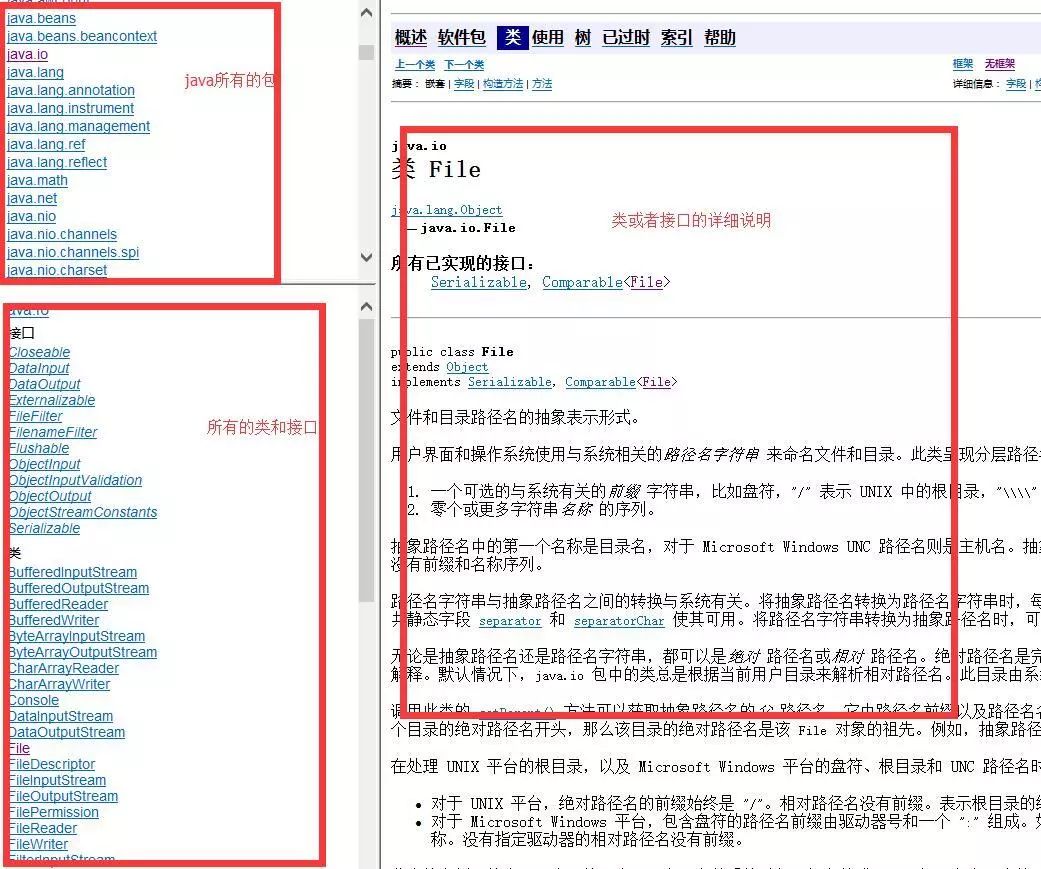 java.beans
java.beans.beancontext
java.io
java.lang
java.lang.annotation
java.lang.instrument
java.lang.management
java.lang.ref
java.lang.reflect
java.math
java.net
java.nio
java.nio.channels
java.nio.channels.spi
java.nio.charset
java所有的包
java.io
接口
Closeable
DataInput
DataOutput
Externalizable
FileFilter
FilenameFilter
Flushable
ObjectInput
ObjectInputValidation
ObjectOutput
ObjectStreamConstants
Serializable
类
BufferedInputStream
BufferedOutputStream
BufferedReader
BufferedWriter
ByteArrayInputStream
ByteArrayOutputStream
CharArrayReader
CharArrayWriter
Console
DataInputStream
DataOutputStream
File
FileDescriptor
FileInputStream
FileOutputStream
FilePermission
FileReader
FileWriter
FilterInputStream
所有的类和接口
概述 软件包 类 使用 树 已过时 索引 帮助
上一个类 下一个类 框架 无框架
摘要： 嵌套 | 字段 | 构造方法 | 方法 详细信息： 字段 |
java.io
类 File
java.lang.Object
java.io.File
类或者接口的详细说明
所有已实现的接口：
Serializable, Comparable<File>
public class File
extends Object
implements Serializable, Comparable<File>
文件和目录路径名的抽象表示形式。
用户界面和操作系统使用与系统相关的路径名字符串 来命名文件和目录。此类呈现分层路径
1. 一个可选的与系统有关的前缀 字符串，比如盘符，"/" 表示 UNIX 中的根目录，"\\\\"
2. 零个或更多字符串名称 的序列。
抽象路径名中的第一个名称是目录名，对于 Microsoft Windows UNC 路径名则是主机名。抽
没有前缀和名称序列。
路径名字符串与抽象路径名之间的转换与系统有关。将抽象路径名转换为路径名字符串时，每
共静态字段 separator 和 separatorChar 使其可用。将路径名字符串转换为抽象路径名时，可
无论是抽象路径名还是路径名字符串，都可以是绝对 路径名或相对 路径名。绝对路径名是完
解释。默认情况下，java.io 包中的类总是根据当前用户目录来解析相对路径名。此目录由系
调用此类的 getParent() 方法可以获取抽象路径名的父 路径名，它由路径名前缀以及路径名
个目录的绝对路径名开头，那么该目录的绝对路径名是该 File 对象的祖先。例如，抽象路径
在处理 UNIX 平台的根目录，以及 Microsoft Windows 平台的盘符、根目录和 UNC 路径名时
• 对于 UNIX 平台，绝对路径名的前缀始终是 "/"。相对路径名没有前缀。表示根目录的
• 对于 Microsoft Windows 平台，包含盘符的路径名前缀由驱动器号和一个 ":" 组成。
称。没有指定驱动器的相对路径名没有前缀。